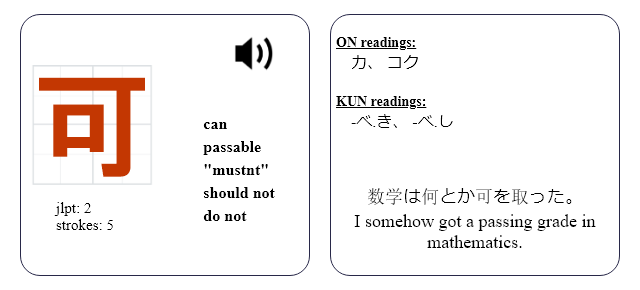 可
can
passable
"mustnt"
should not
do not
jlpt: 2
strokes: 5
ON readings:
カ、 コク
KUN readings:
-べ.き、 -べ.し
数学は何とか可を取った。
I somehow got a passing grade in
mathematics.